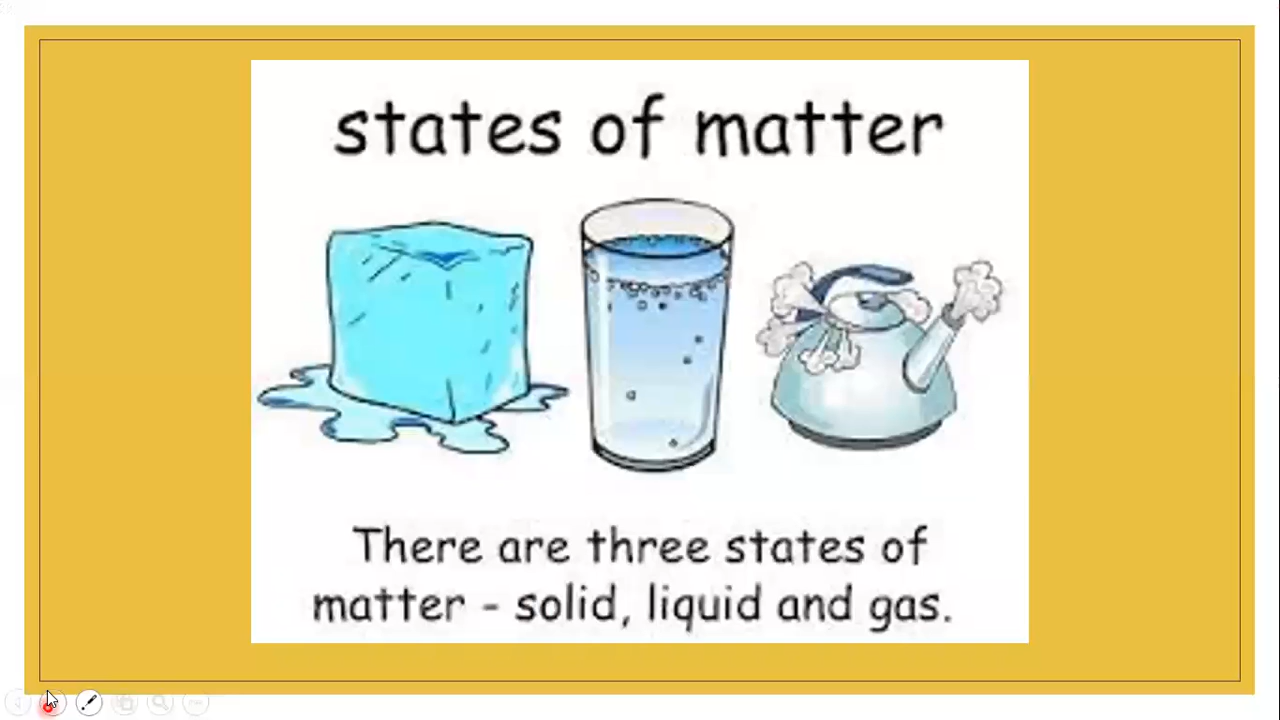 states of matter
There are three states of
matter - solid, liquid and gas.